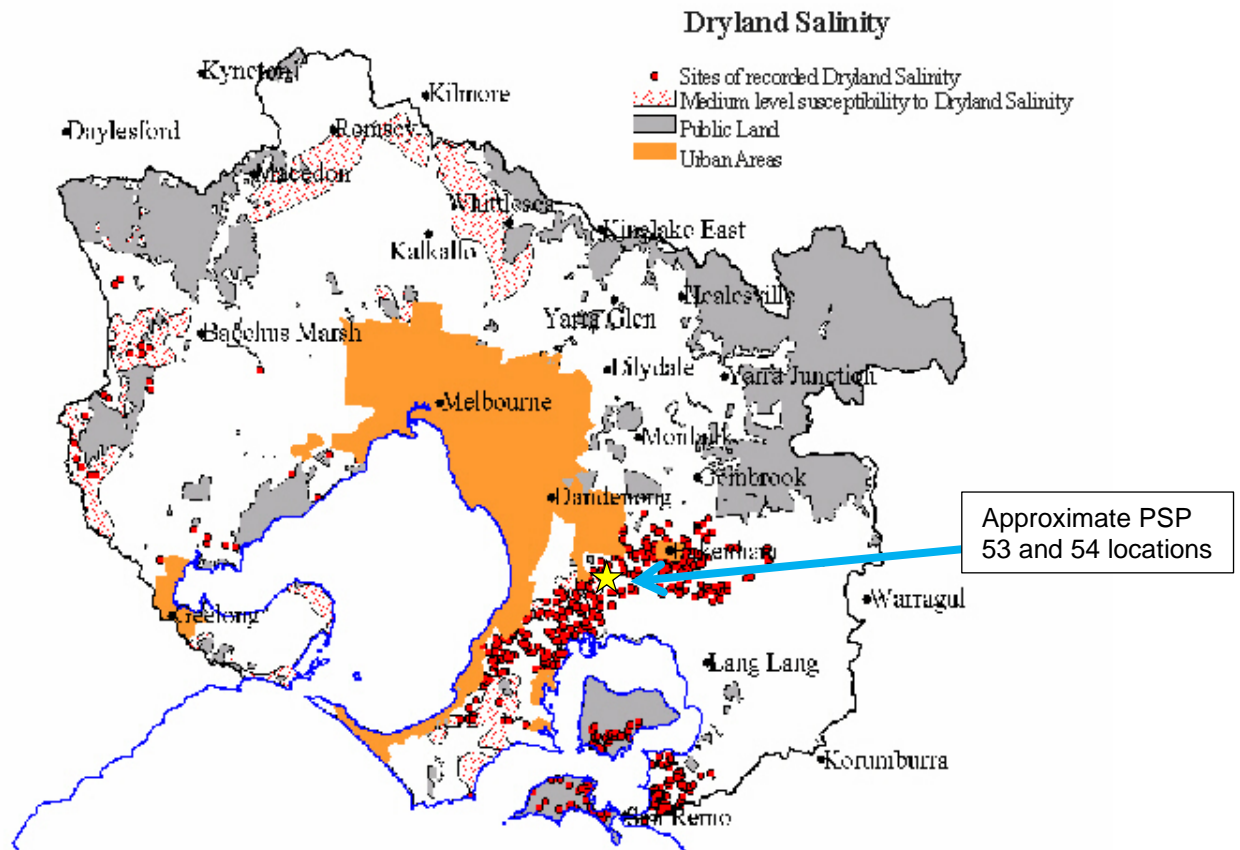 Dryland Salinity
Sites of recorded Dryland Salinity
Medium level susceptibility to Dryland Salinity
Public Land
Urban Areas
Kyneton
Kilmore
Daylesford
Romsey
Macedon
Whittlesea
Kinglake East
Kalkallo
Healesville
Yarra Glen
Bacchus Marsh
Lilydale
Yarra Junction
Melbourne
Monbulk
Gembrook
Dandenong
Approximate PSP
53 and 54 locations
Pakenham
Warragul
Geelong
Lang Lang
Korumburra
San Remo